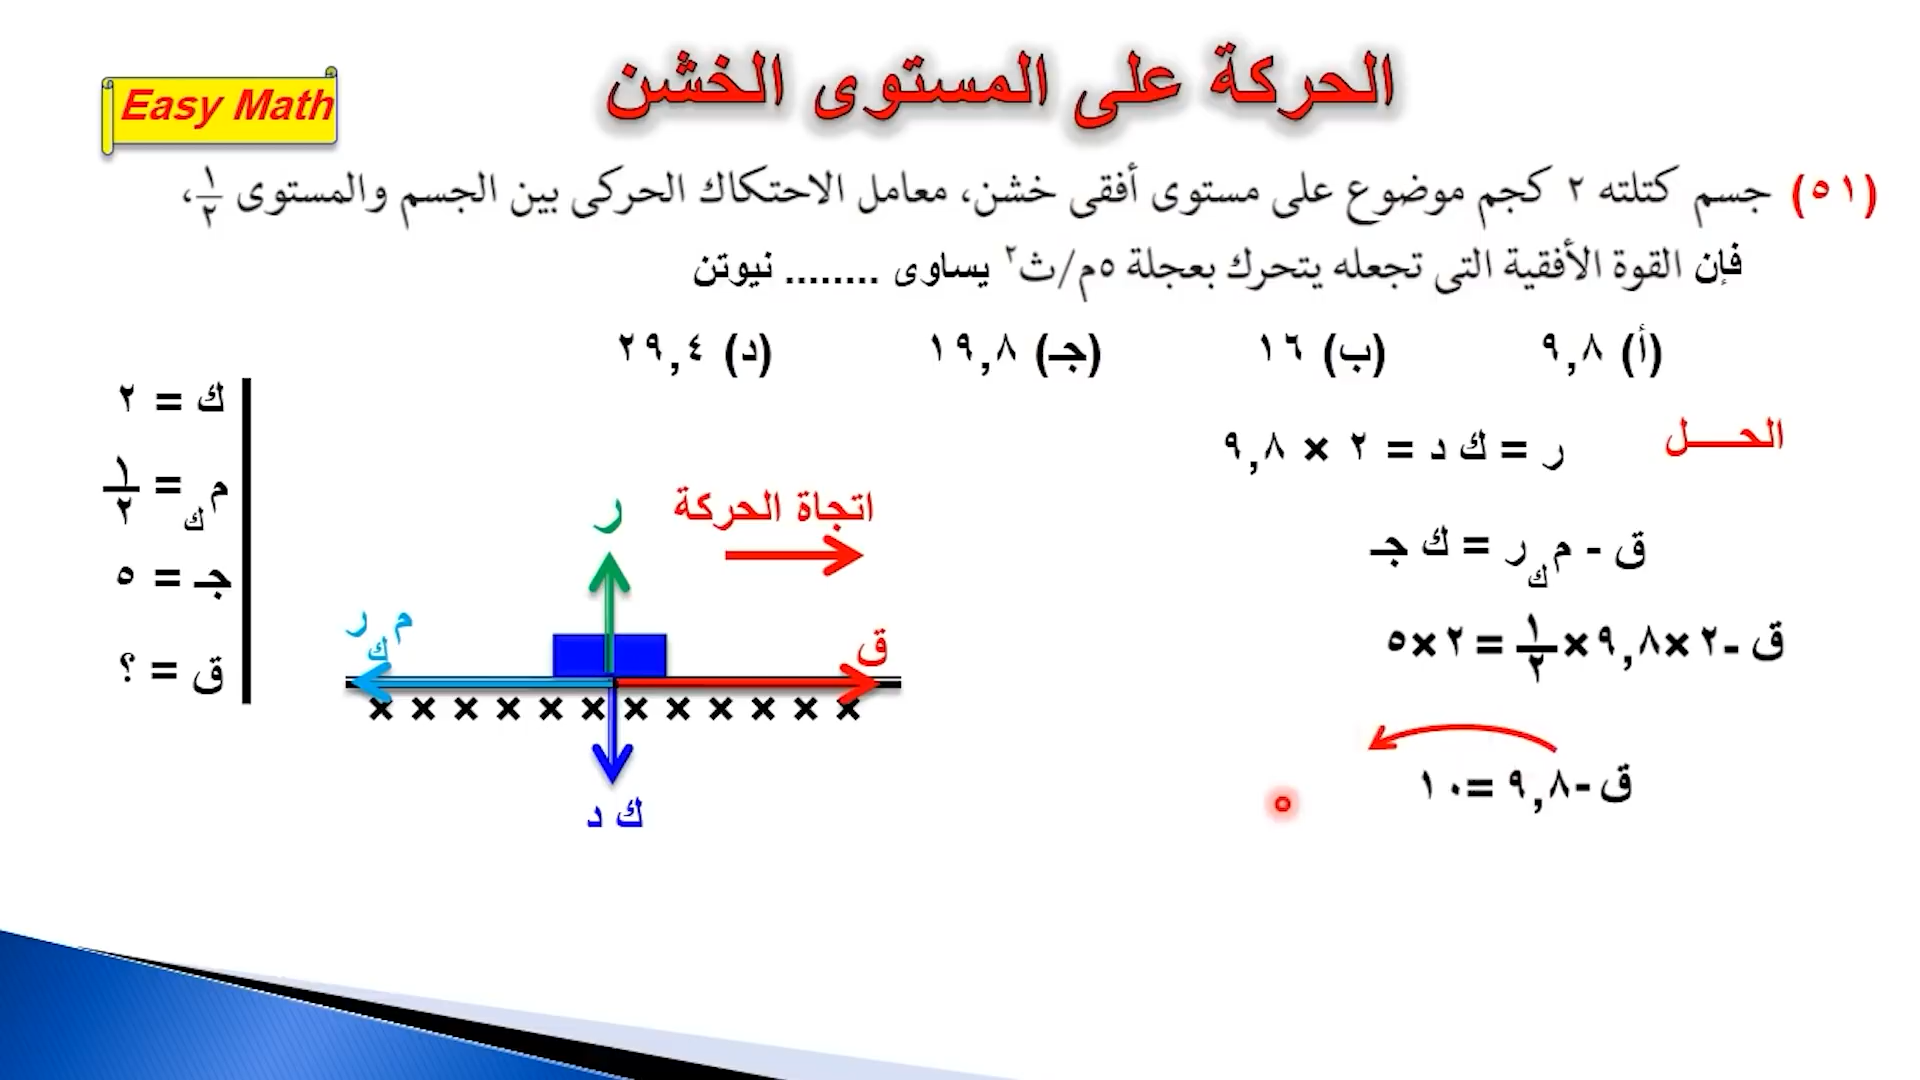 الحركة على المستوى الخشن
Easy Math
(٥١) جسم كتلته ٢ كجم موضوع على مستوى أفقى خشن، معامل الاحتكاك الحركى بين الجسم والمستوى ١/٢،
فإن القوة الأفقية التى تجعله يتحرك بعجلة ٥م/ث٢ يساوى ........ نيوتن
(أ) ٩,٨ (ب) ١٦ (جـ) ١٩,٨ (د) ٢٩,٤
الحـــل
ر = ك د = ٢ × ٩,٨
ق - مك ر = ك جـ
ق -٢×٩,٨×١/٢ = ٢×٥
ق -٩,٨ =١٠
اتجاة الحركة
ر
مك ر
ق
× × × × × × × × × × × ×
ك د
ك = ٢
مك = ١/٢
جـ = ٥
ق = ؟